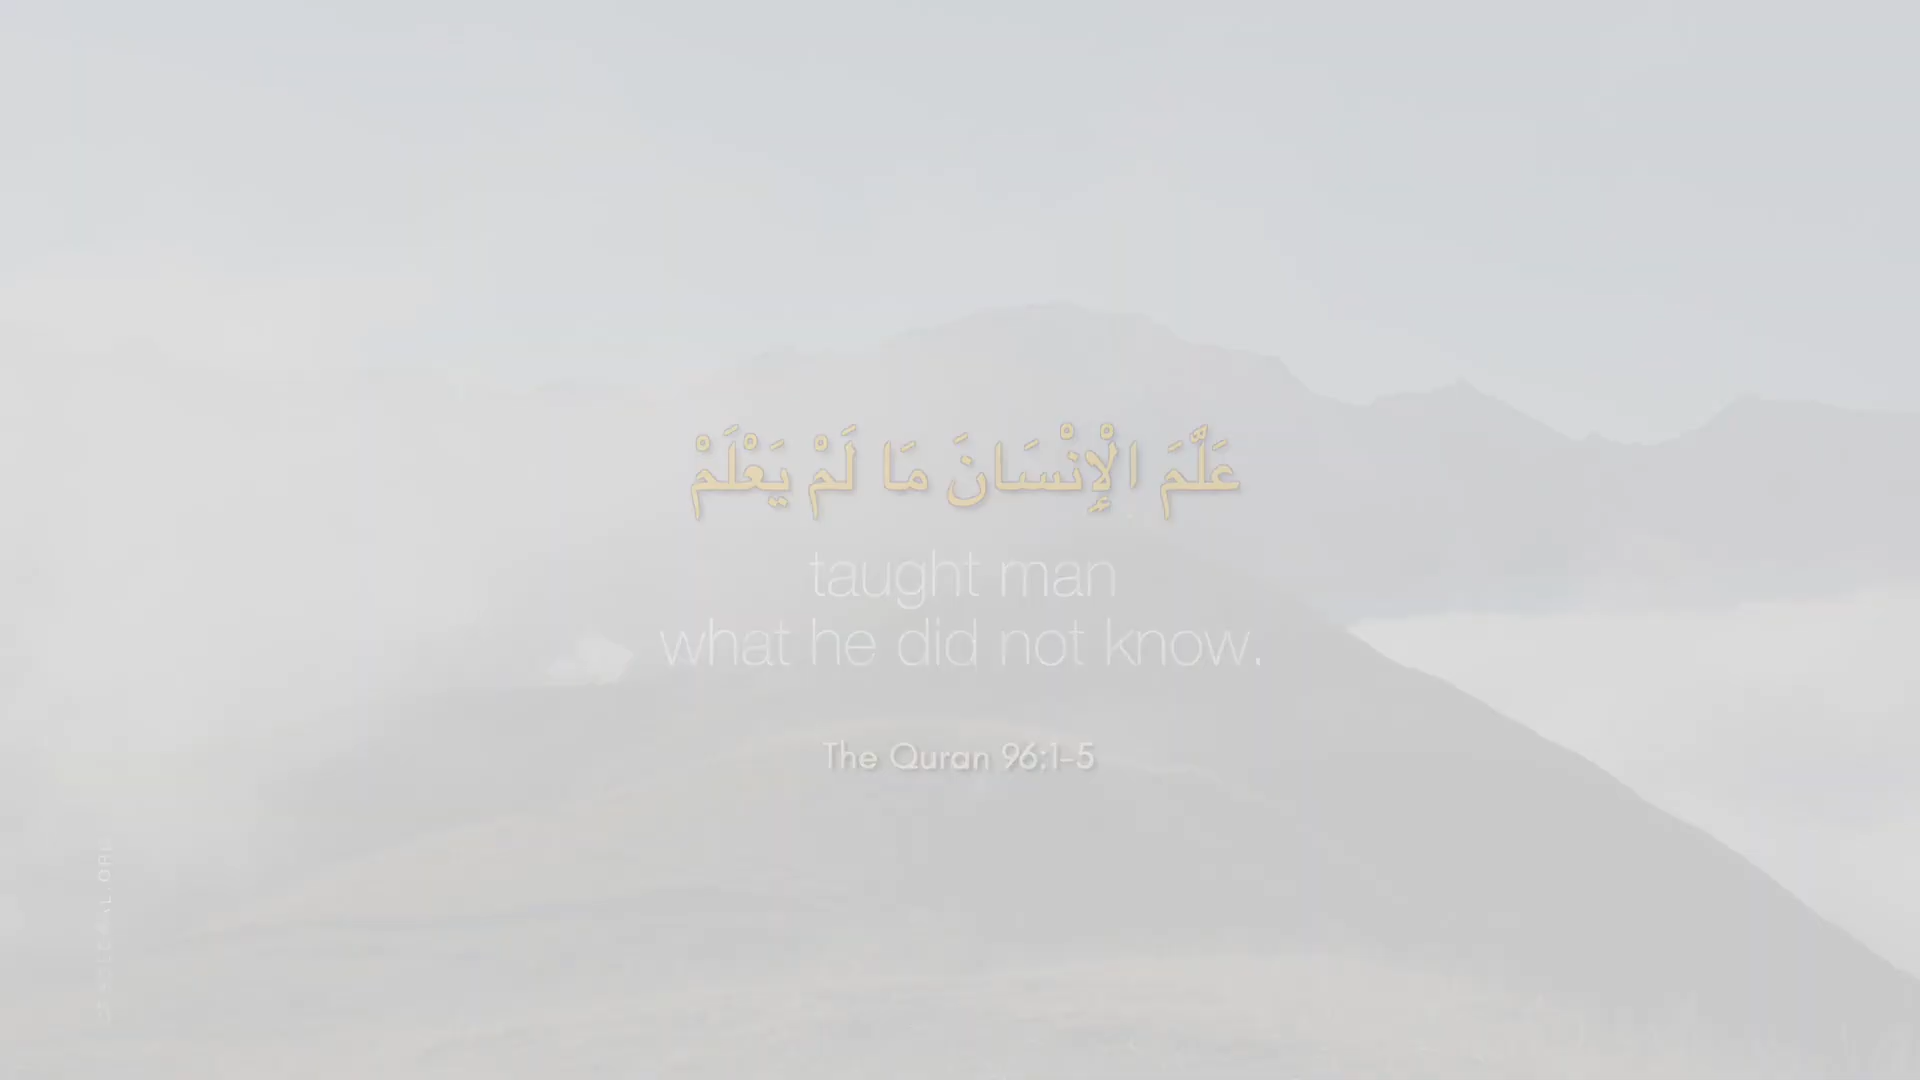 عَلَّمَ الْإِنْسَانَ مَا لَمْ يَعْلَمْ
taught man
what he did not know.
The Quran 96:1-5